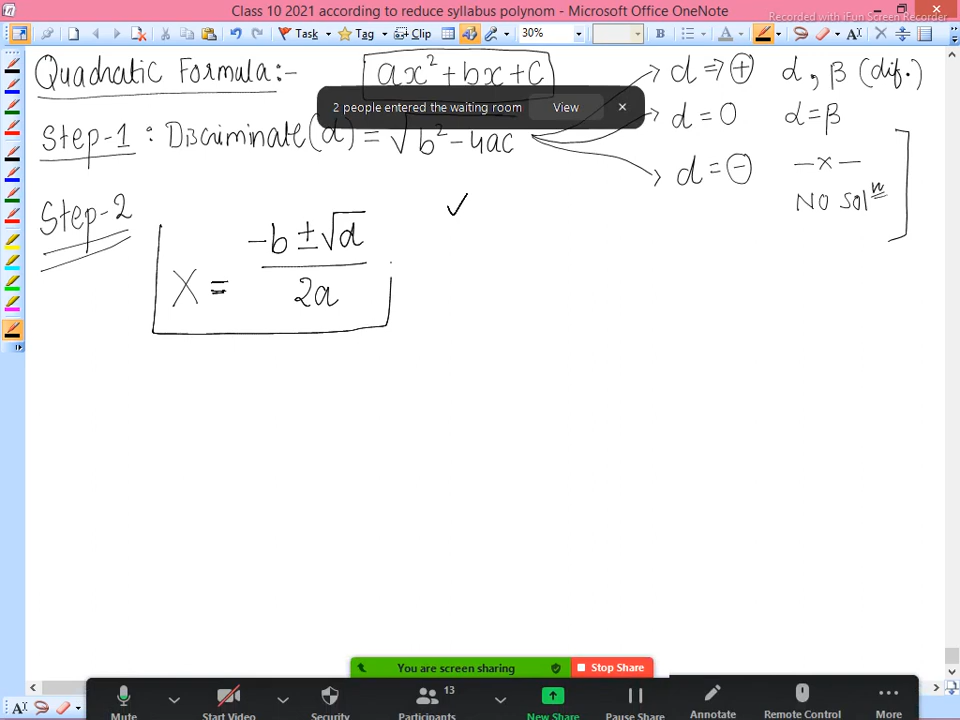 Class 10 2021 according to reduce syllabus polynom - Microsoft Office OneNote
Recorded with iFun Screen Recorder
Task Tag Clip 30% B A
Quadratic Formula:- ax² + bx + c
d ⇒ + α, β (dif.)
2 people entered the waiting room View ×
d = 0 α = β
Step-1 : Discriminate (d) = √b² - 4ac
d = − —x—
No solⁿ
Step-2 ✓
X = -b ± √d / 2a
You are screen sharing Stop Share
13
Mute Start Video Security Participants New Share Pause Share Annotate Remote Control More